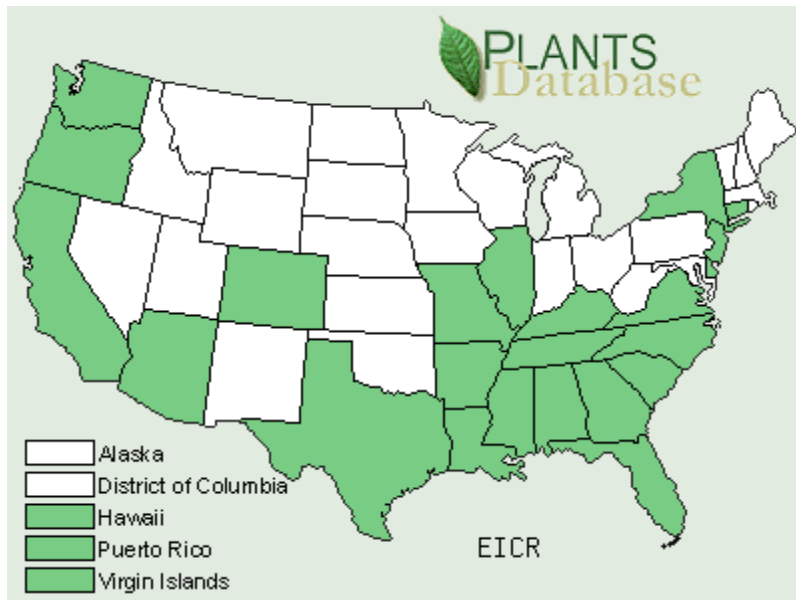 PLANTS
Database
Alaska
District of Columbia
Hawaii
Puerto Rico
Virgin Islands
EICR